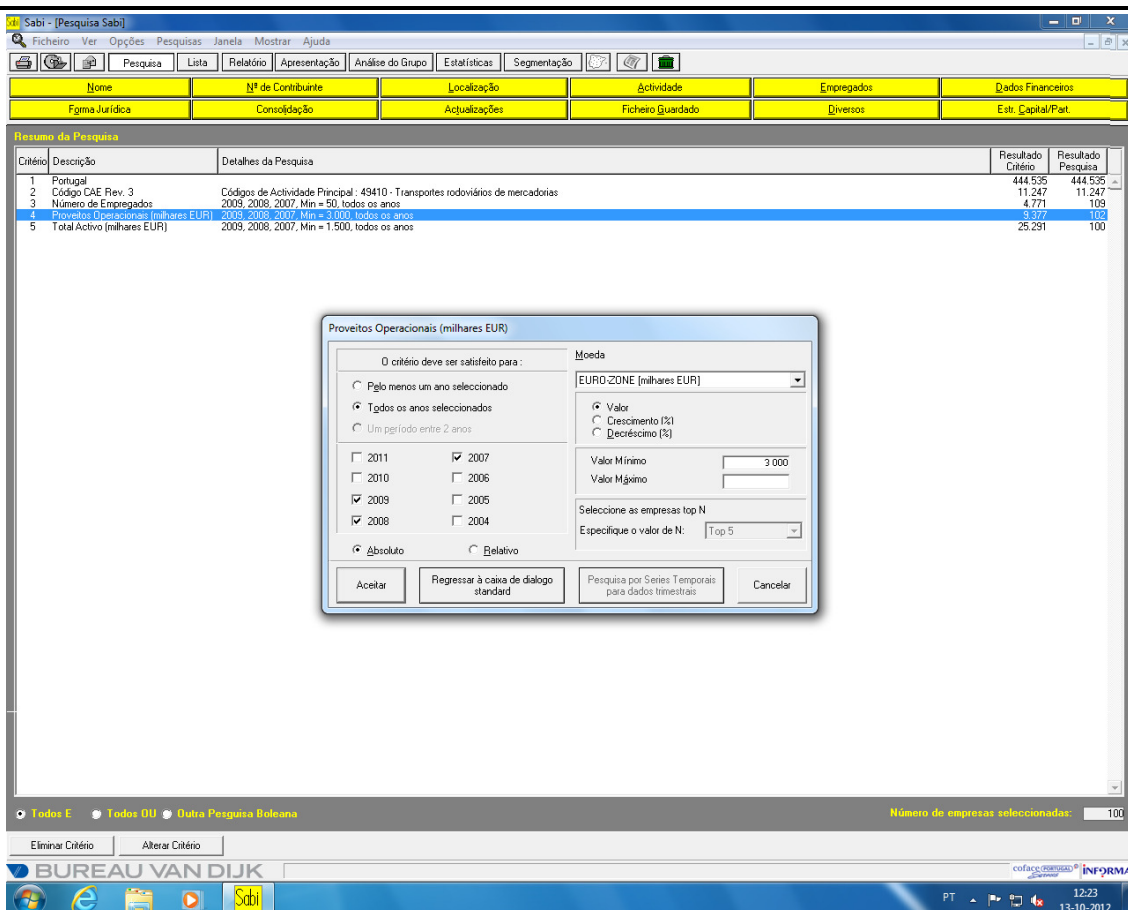 Sabi Sabi - [Pesquisa Sabi]
Ficheiro Ver Opções Pesquisas Janela Mostrar Ajuda
Pesquisa Lista Relatório Apresentação Análise do Grupo Estatísticas Segmentação
Nome Nº de Contribuinte Localização Actividade Empregados Dados Financeiros
Forma Jurídica Consolidação Actualizações Ficheiro Guardado Diversos Estr. Capital/Part.
Resumo da Pesquisa
Critério Descrição Detalhes da Pesquisa Resultado Critério Resultado Pesquisa
1 Portugal 444.535 444.535
2 Código CAE Rev. 3 Códigos de Actividade Principal : 49410 - Transportes rodoviários de mercadorias 11.247 11.247
3 Número de Empregados 2009, 2008, 2007, Min = 50, todos os anos 4.771 109
4 Proveitos Operacionais (milhares EUR) 2009, 2008, 2007, Min = 3.000, todos os anos 9.377 102
5 Total Activo (milhares EUR) 2009, 2008, 2007, Min = 1.500, todos os anos 25.291 100
Proveitos Operacionais (milhares EUR)
O critério deve ser satisfeito para :
Pelo menos um ano seleccionado
Todos os anos seleccionados
Um período entre 2 anos
2011 2007
2010 2006
2009 2005
2008 2004
Absoluto Relativo
Moeda
EURO-ZONE [milhares EUR]
Valor
Crescimento (%)
Decréscimo (%)
Valor Mínimo 3 000
Valor Máximo
Seleccione as empresas top N
Especifique o valor de N: Top 5
Aceitar
Regressar à caixa de dialogo
standard
Pesquisa por Series Temporais
para dados trimestrais
Cancelar
Todos E Todos OU Outra Pesquisa Boleana Número de empresas seleccionadas: 100
Eliminar Critério Alterar Critério
BUREAU VAN DIJK coface PORTUGAL Serviços INFORMA
Sabi PT 12:23
13-10-2012